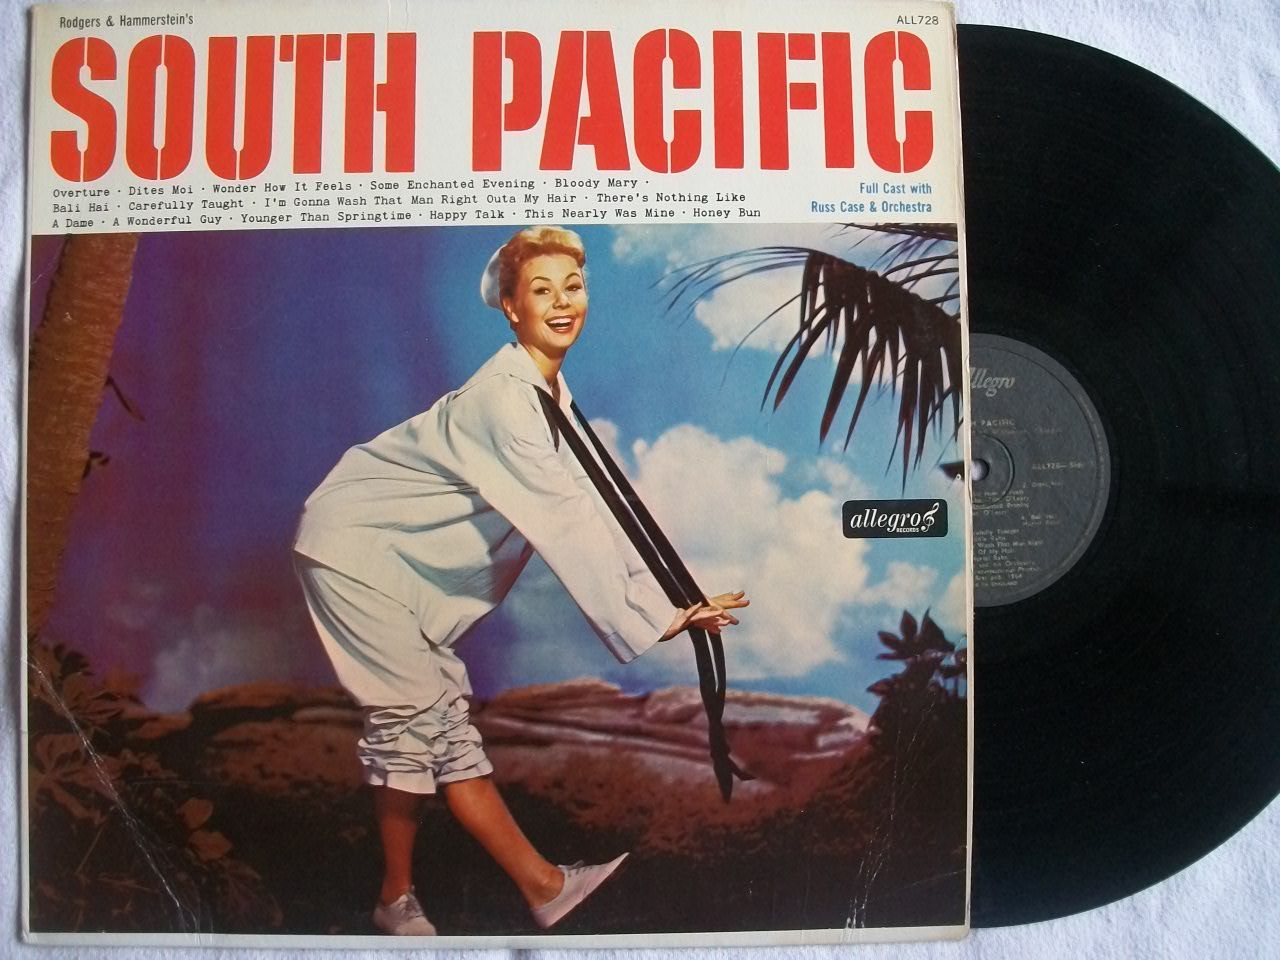 Rodgers & Hammerstein's
ALL728
SOUTH PACIFIC
Overture · Dites Moi · Wonder How It Feels · Some Enchanted Evening · Bloody Mary ·
Bali Hai · Carefully Taught · I'm Gonna Wash That Man Right Outa My Hair · There's Nothing Like
A Dame · A Wonderful Guy · Younger Than Springtime · Happy Talk · This Nearly Was Mine · Honey Bun
Full Cast with
Russ Case & Orchestra
allegro
RECORDS
Allegro
PACIFIC
ALL728